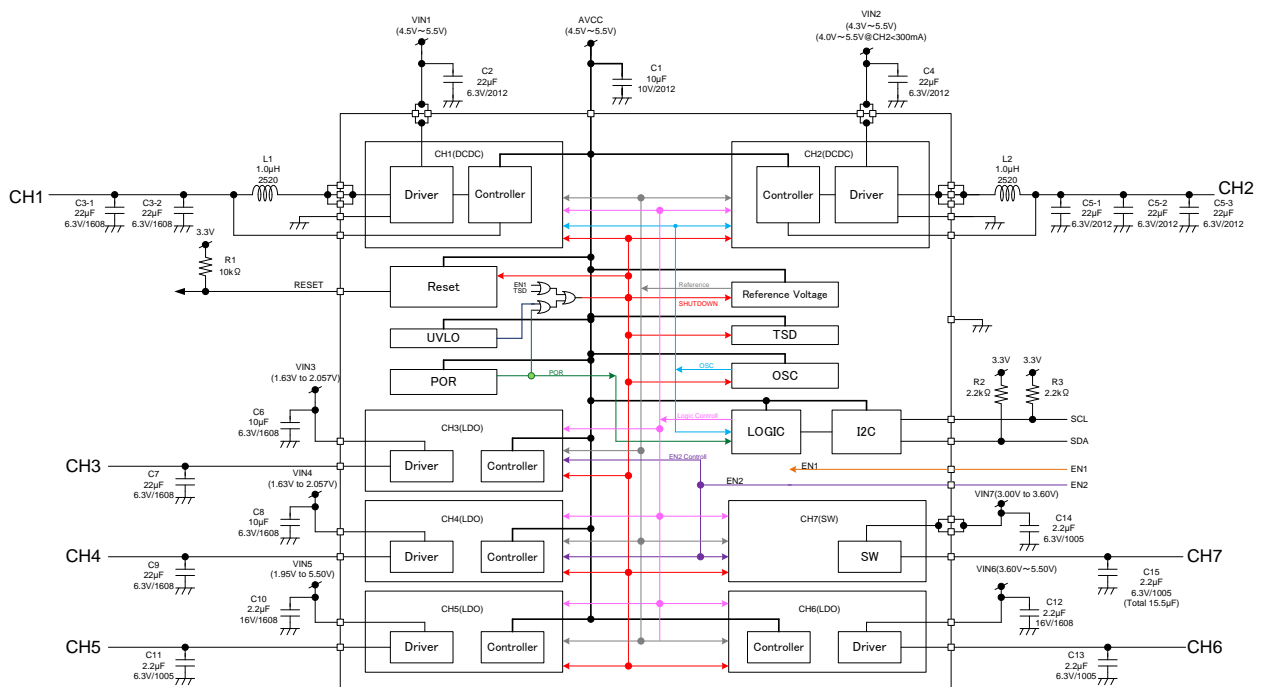 VIN1
(4.5V～5.5V)
AVCC
(4.5V～5.5V)
VIN2
(4.3V～5.5V)
(4.0V～5.5V@CH2<300mA)
C2
22μF
6.3V/2012
C1
10μF
10V/2012
C4
22μF
6.3V/2012
CH1(DCDC)
Driver
Controller
CH2(DCDC)
Controller
Driver
L1
1.0μH
2520
L2
1.0μH
2520
CH1
C3-1
22μF
6.3V/1608
C3-2
22μF
6.3V/1608
CH2
C5-1
22μF
6.3V/2012
C5-2
22μF
6.3V/2012
C5-3
22μF
6.3V/2012
3.3V
R1
10kΩ
RESET
Reset
EN1
TSD
Reference
SHUTDOWN
Reference Voltage
UVLO
TSD
POR
POR
OSC
OSC
VIN3
(1.63V to 2.057V)
C6
10μF
6.3V/1608
3.3V
3.3V
R2
2.2kΩ
R3
2.2kΩ
Logic Controll
LOGIC
I2C
SCL
SDA
CH3(LDO)
Driver
Controller
EN2 Controll
EN1
EN1
EN2
EN2
CH3
C7
22μF
6.3V/1608
VIN4
(1.63V to 2.057V)
C8
10μF
6.3V/1608
VIN7(3.00V to 3.60V)
C14
2.2μF
6.3V/1005
CH4(LDO)
Driver
Controller
CH7(SW)
SW
CH4
C9
22μF
6.3V/1608
CH7
C15
2.2μF
6.3V/1005
(Total 15.5μF)
VIN5
(1.95V to 5.50V)
C10
2.2μF
16V/1608
VIN6(3.60V～5.50V)
C12
2.2μF
16V/1608
CH5(LDO)
Driver
Controller
CH6(LDO)
Controller
Driver
CH5
C11
2.2μF
6.3V/1005
CH6
C13
2.2μF
6.3V/1005